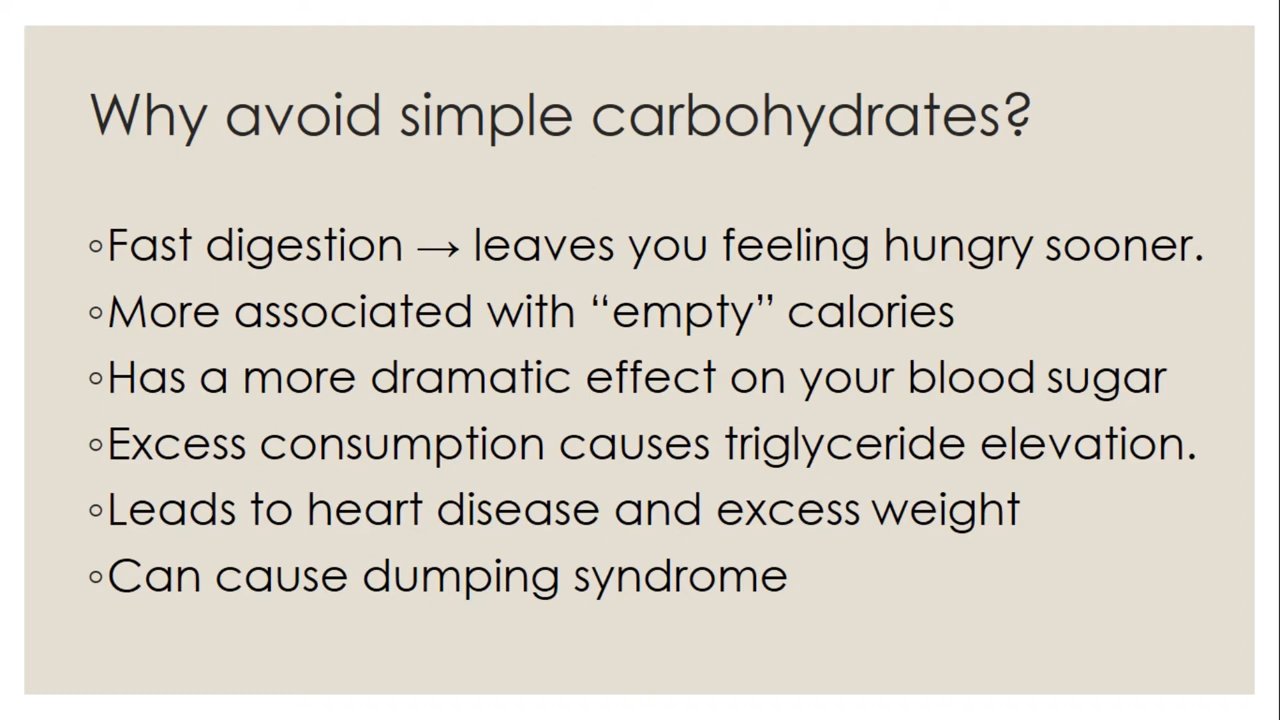 Why avoid simple carbohydrates?
◦Fast digestion → leaves you feeling hungry sooner.
◦More associated with “empty” calories
◦Has a more dramatic effect on your blood sugar
◦Excess consumption causes triglyceride elevation.
◦Leads to heart disease and excess weight
◦Can cause dumping syndrome